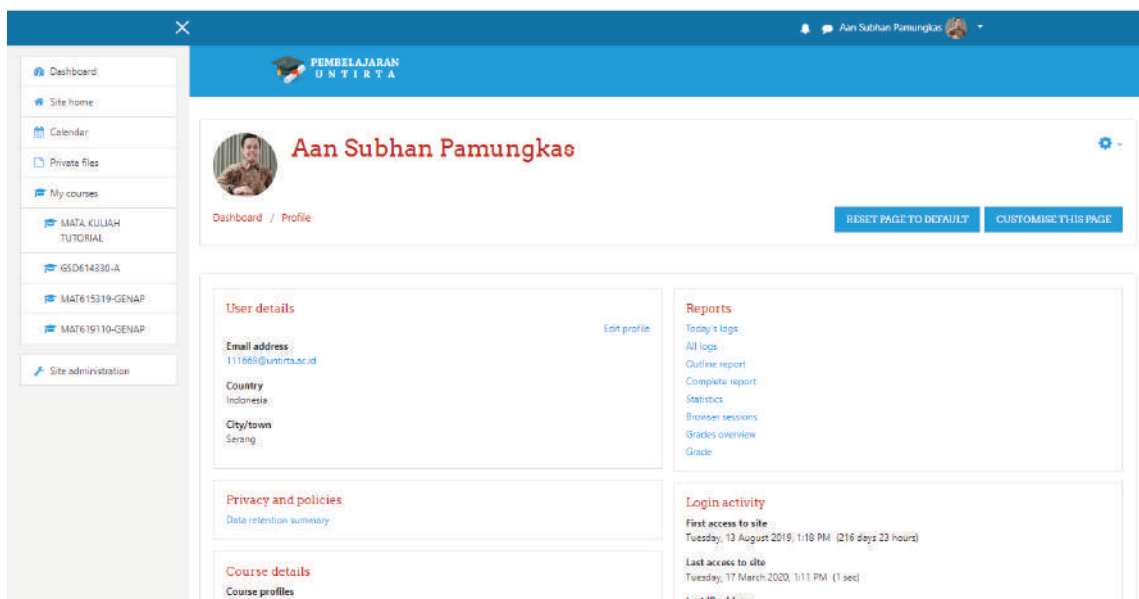 Aan Subhan Pamungkas
PEMBELAJARAN
UNTIRTA
Dashboard
Site home
Calendar
Private files
My courses
MATA KULIAH
TUTORIAL
GSD614330-A
MAT615319-GENAP
MAT619110-GENAP
Site administration
Aan Subhan Pamungkas
Dashboard / Profile
RESET PAGE TO DEFAULT
CUSTOMISE THIS PAGE
User details
Edit profile
Email address
111669@untirta.ac.id
Country
Indonesia
City/town
Serang
Privacy and policies
Data retention summary
Course details
Course profiles
Reports
Today's logs
All logs
Outline report
Complete report
Statistics
Browser sessions
Grades overview
Grade
Login activity
First access to site
Tuesday, 13 August 2019, 1:18 PM (216 days 23 hours)
Last access to site
Tuesday, 17 March 2020, 1:11 PM (1 sec)